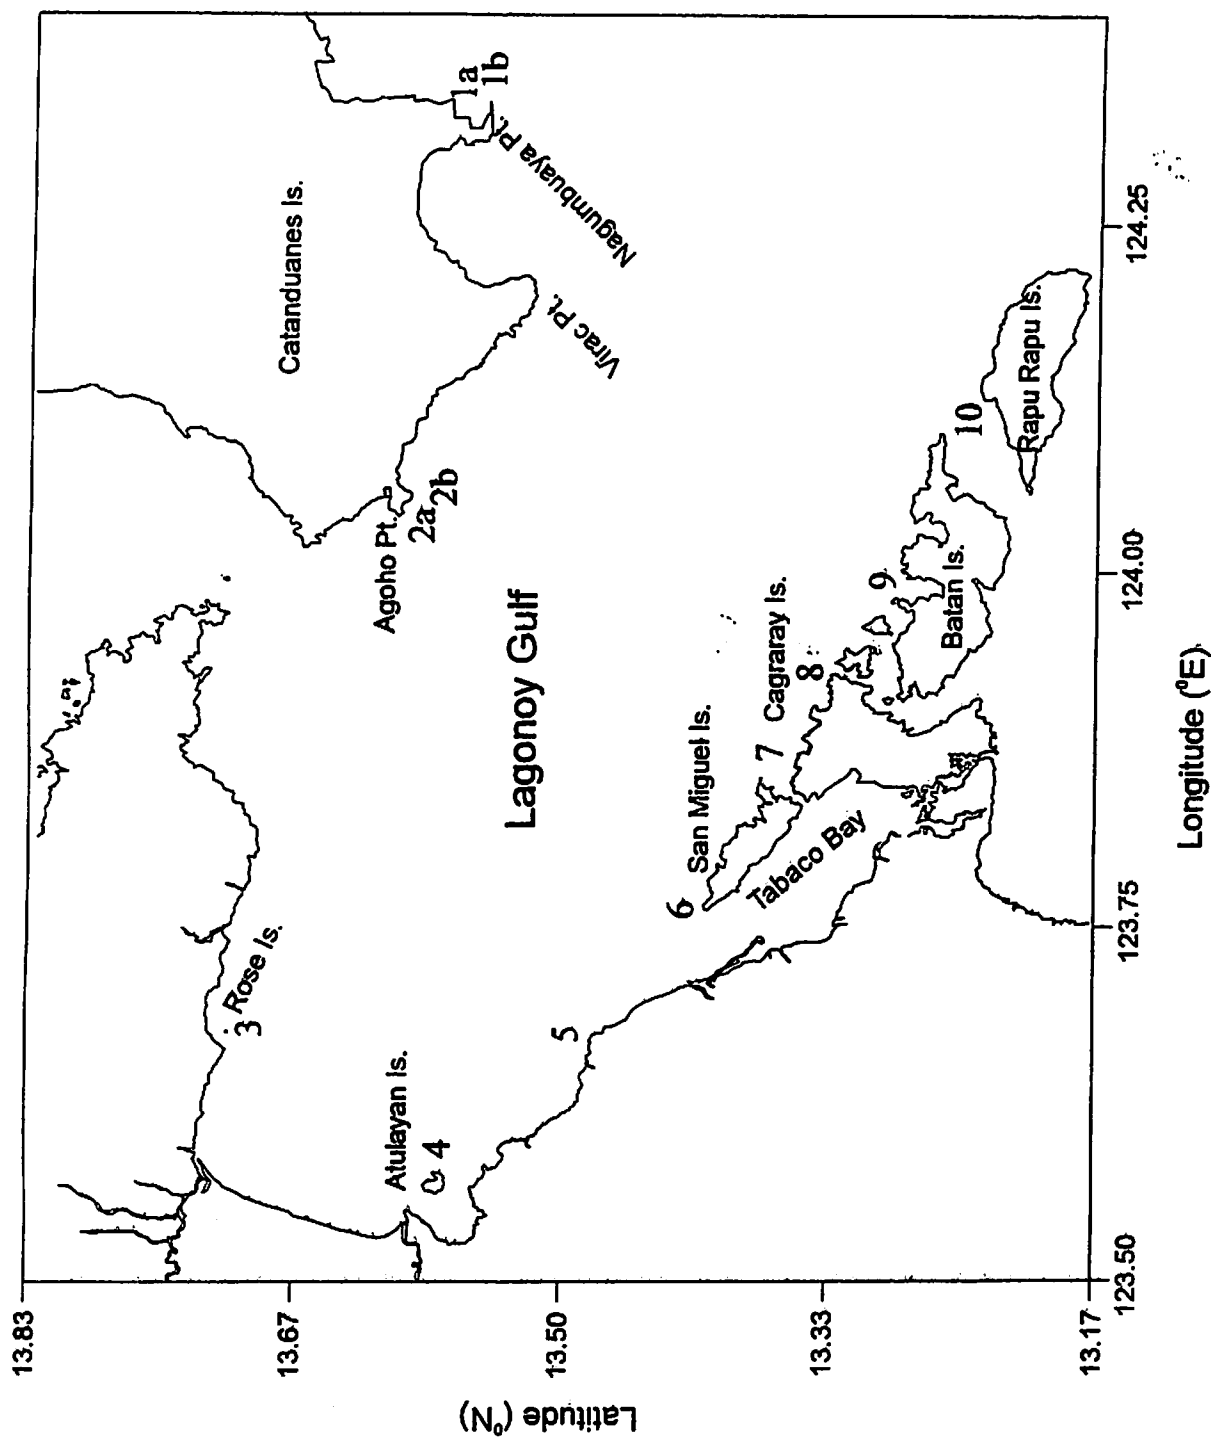 Latitude (⁰N)
13.83
13.67
13.50
13.33
13.17
123.50
123.75
124.00
124.25
Longitude (⁰E)
Catanduanes Is.
1a
1b
Nagumbuaya Pt.
Virac Pt.
Agoho Pt.
2a
2b
Rose Is.
3
Atulayan Is.
4
Lagonoy Gulf
5
6
San Miguel Is.
7
Cagraray Is.
8
Tabaco Bay
9
Batan Is.
10
Rapu Rapu Is.